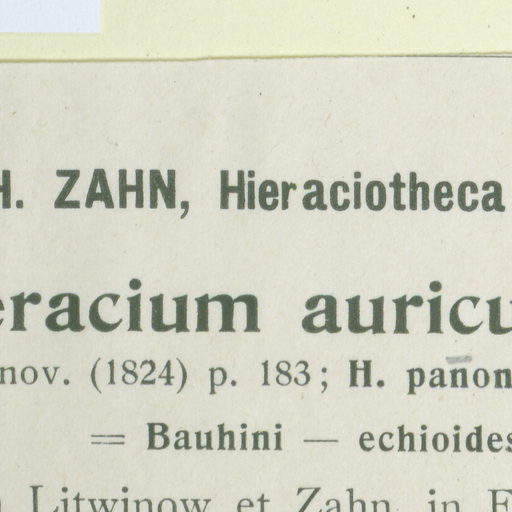 H. ZAHN, Hieraciotheca
eracium auricu
nov. (1824) p. 183; H. panon
= Bauhini — echioides
Litwinow et Zahn in